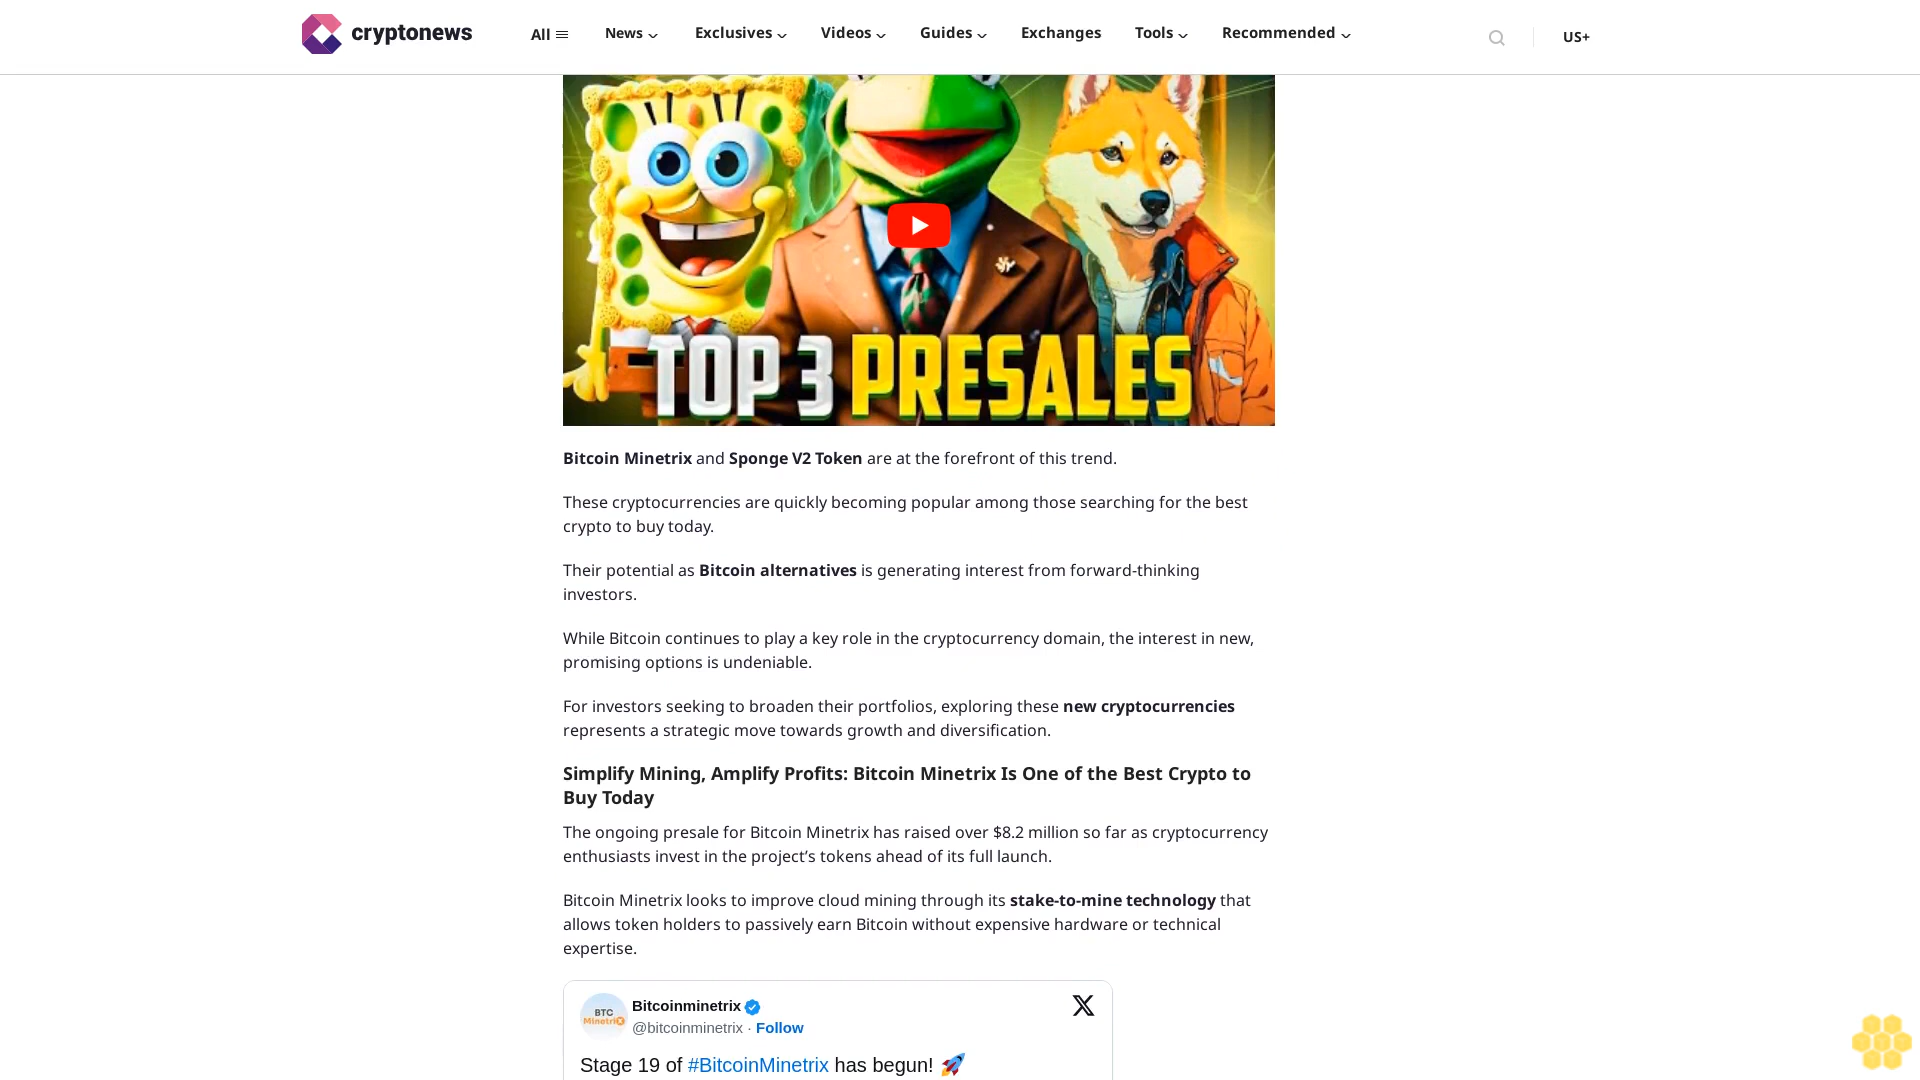 cryptonews
All
News
Exclusives
Videos
Guides
Exchanges
Tools
Recommended
US+
TOP 3 PRESALES
Bitcoin Minetrix and Sponge V2 Token are at the forefront of this trend.
These cryptocurrencies are quickly becoming popular among those searching for the best
crypto to buy today.
Their potential as Bitcoin alternatives is generating interest from forward-thinking
investors.
While Bitcoin continues to play a key role in the cryptocurrency domain, the interest in new,
promising options is undeniable.
For investors seeking to broaden their portfolios, exploring these new cryptocurrencies
represents a strategic move towards growth and diversification.
Simplify Mining, Amplify Profits: Bitcoin Minetrix Is One of the Best Crypto to
Buy Today
The ongoing presale for Bitcoin Minetrix has raised over $8.2 million so far as cryptocurrency
enthusiasts invest in the project’s tokens ahead of its full launch.
Bitcoin Minetrix looks to improve cloud mining through its stake-to-mine technology that
allows token holders to passively earn Bitcoin without expensive hardware or technical
expertise.
BTC
Minetrix
Bitcoinminetrix
@bitcoinminetrix · Follow
Stage 19 of #BitcoinMinetrix has begun! 🚀